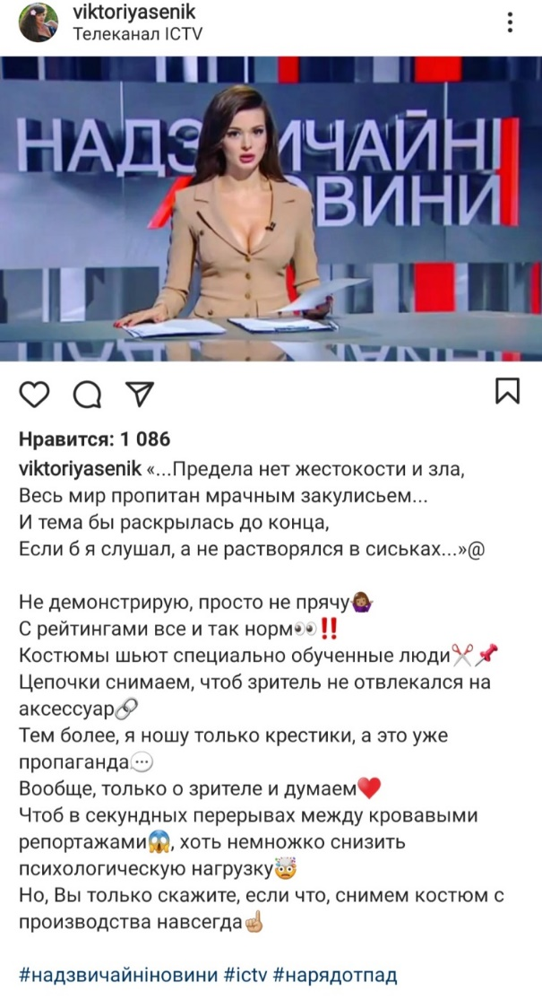 viktoriyasenik
Телеканал ICTV
НАДЗВИЧАЙНІ
НОВИНИ
Нравится: 1 086
viktoriyasenik «...Предела нет жестокости и зла,
Весь мир пропитан мрачным закулисьем...
И тема бы раскрылась до конца,
Если б я слушал, а не растворялся в сиськах...»@
Не демонстрирую, просто не прячу🤷🏽‍♀️
С рейтингами все и так норм👀‼️
Костюмы шьют специально обученные люди✂️📌
Цепочки снимаем, чтоб зритель не отвлекался на
аксессуар🔗
Тем более, я ношу только крестики, а это уже
пропаганда💬
Вообще, только о зрителе и думаем♥️
Чтоб в секундных перерывах между кровавыми
репортажами😱, хоть немножко снизить
психологическую нагрузку🤯
Но, Вы только скажите, если что, снимем костюм с
производства навсегда☝🏼
#надзвичайніновини #ictv #нарядотпад